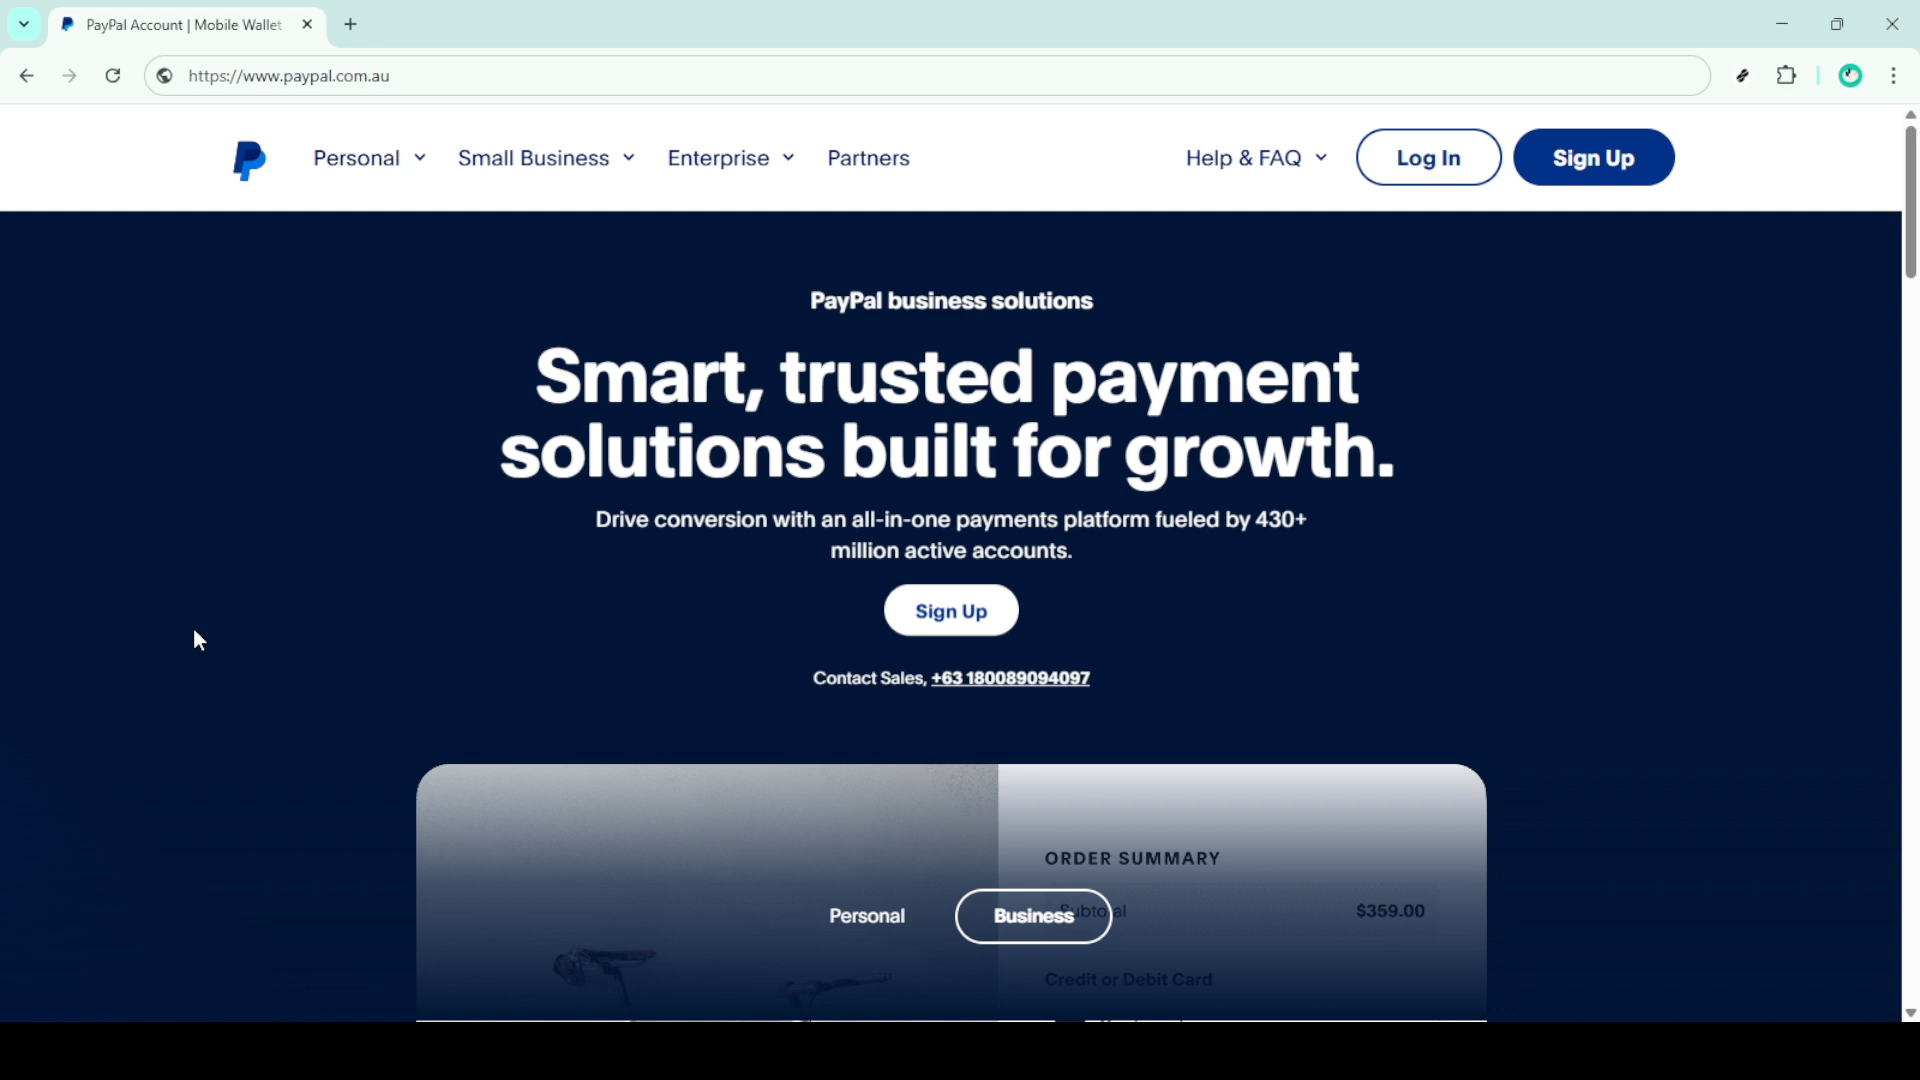 PayPal Account | Mobile Wallet
https://www.paypal.com.au
Personal
Small Business
Enterprise
Partners
Help & FAQ
Log In
Sign Up
PayPal business solutions
Smart, trusted payment
solutions built for growth.
Drive conversion with an all-in-one payments platform fueled by 430+
million active accounts.
Sign Up
Contact Sales, +63 180089094097
ORDER SUMMARY
Subtotal $359.00
Personal
Business
Credit or Debit Card